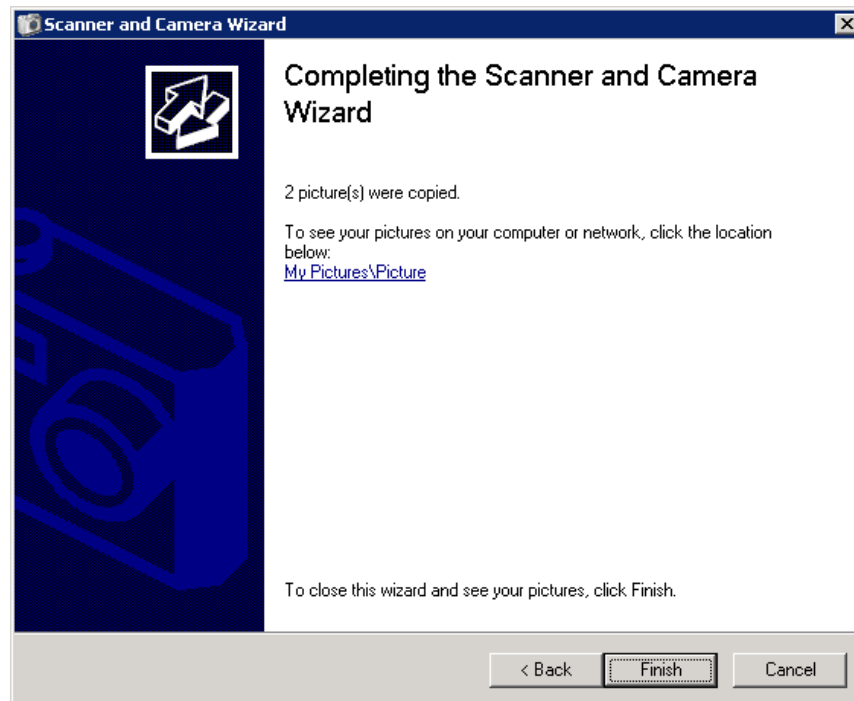 Scanner and Camera Wizard
Completing the Scanner and Camera
Wizard
2 picture(s) were copied.
To see your pictures on your computer or network, click the location
below:
My Pictures\Picture
To close this wizard and see your pictures, click Finish.
< Back
Finish
Cancel